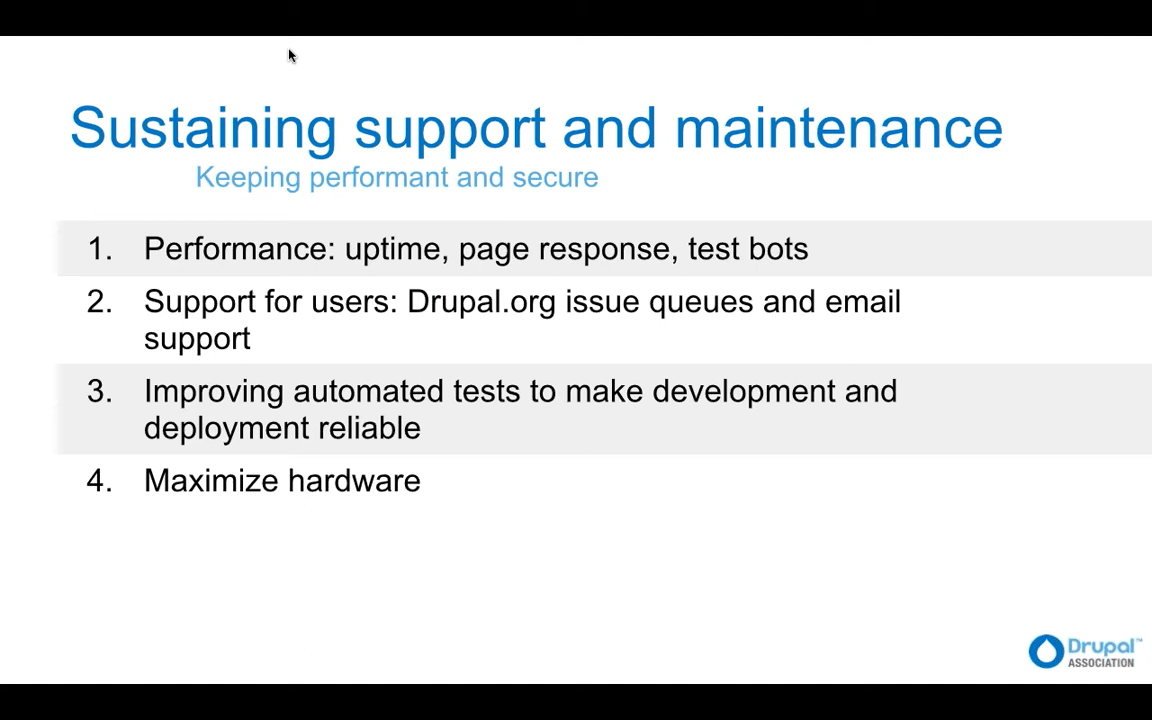 Sustaining support and maintenance
Keeping performant and secure
1. Performance: uptime, page response, test bots
2. Support for users: Drupal.org issue queues and email
support
3. Improving automated tests to make development and
deployment reliable
4. Maximize hardware
Drupal™
ASSOCIATION